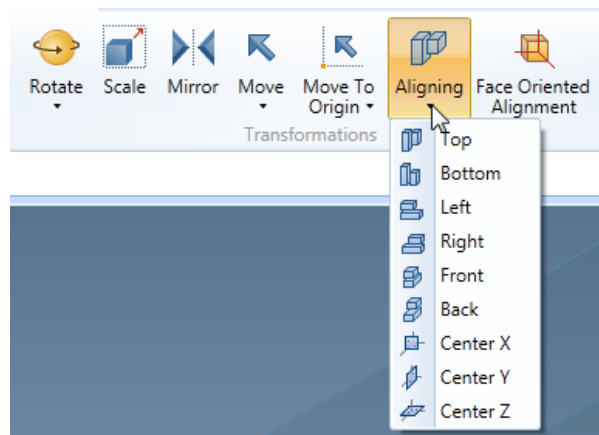 Rotate Scale Mirror Move Move To Aligning Face Oriented
Origin Alignment
Transformations
Top
Bottom
Left
Right
Front
Back
Center X
Center Y
Center Z